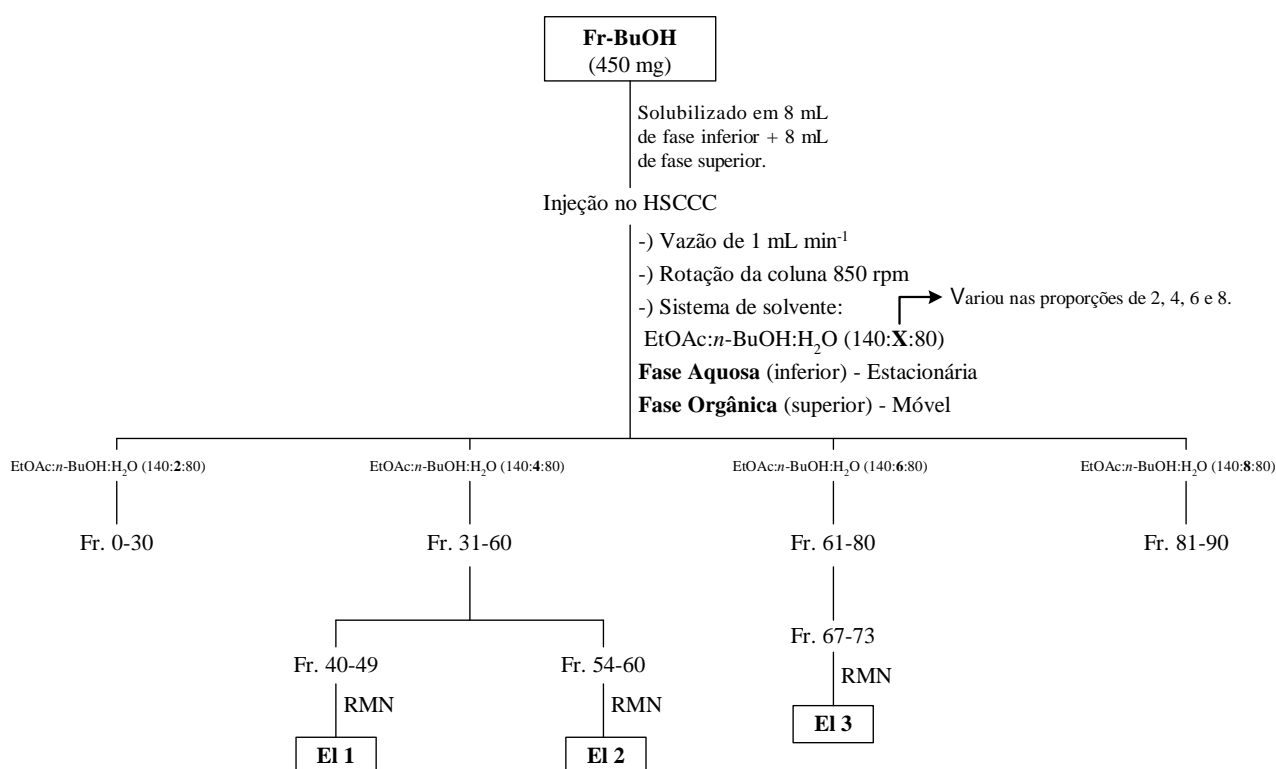 Fr-BuOH
(450 mg)
Solubilizado em 8 mL
de fase inferior + 8 mL
de fase superior.
Injeção no HSCCC
-) Vazão de 1 mL min⁻¹
-) Rotação da coluna 850 rpm
-) Sistema de solvente:
Variou nas proporções de 2, 4, 6 e 8.
EtOAc:n-BuOH:H₂O (140:X:80)
Fase Aquosa (inferior) - Estacionária
Fase Orgânica (superior) - Móvel
EtOAc:n-BuOH:H₂O (140:2:80)
EtOAc:n-BuOH:H₂O (140:4:80)
EtOAc:n-BuOH:H₂O (140:6:80)
EtOAc:n-BuOH:H₂O (140:8:80)
Fr. 0-30
Fr. 31-60
Fr. 61-80
Fr. 81-90
Fr. 40-49
Fr. 54-60
Fr. 67-73
RMN
RMN
RMN
El 1
El 2
El 3